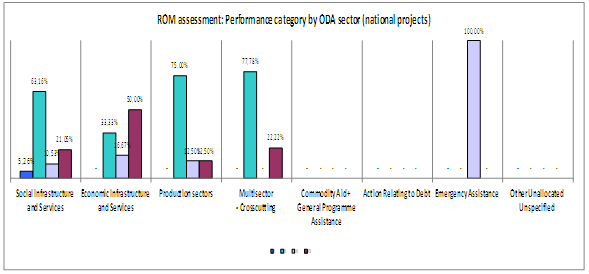 ROM assessment: Performance category by ODA sector (national projects)
100,00%
75,00%
77,78%
63,16%
50,00%
33,33%
21,05%
22,22%
16,67%
10,53%
12,50%
12,50%
5,26%
Social Infrastructure and Services
Economic Infrastructure and Services
Production sectors
Multisector - Crosscutting
Commodity Aid + General Programme Assistance
Action Relating to Debt
Emergency Assistance
Other Unallocated Unspecified